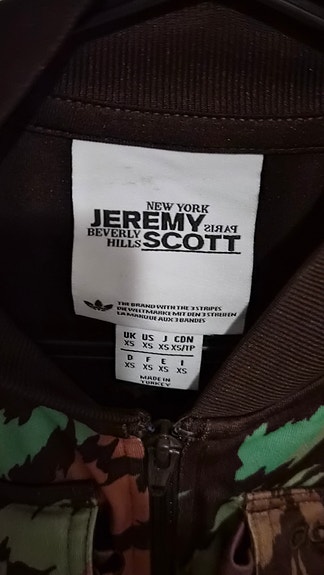 NEW YORK
JEREMY PARIS
BEVERLY
HILLS SCOTT
THE BRAND WITH THE 3 STRIPES
DIE WELTMARKE MIT DEN 3 STREIFEN
LA MARQUE AUX 3 BANDES
UK US J CDN
XS XS XS XS/TP
D F E I
XS XS XS XS
MADE IN
TURKEY